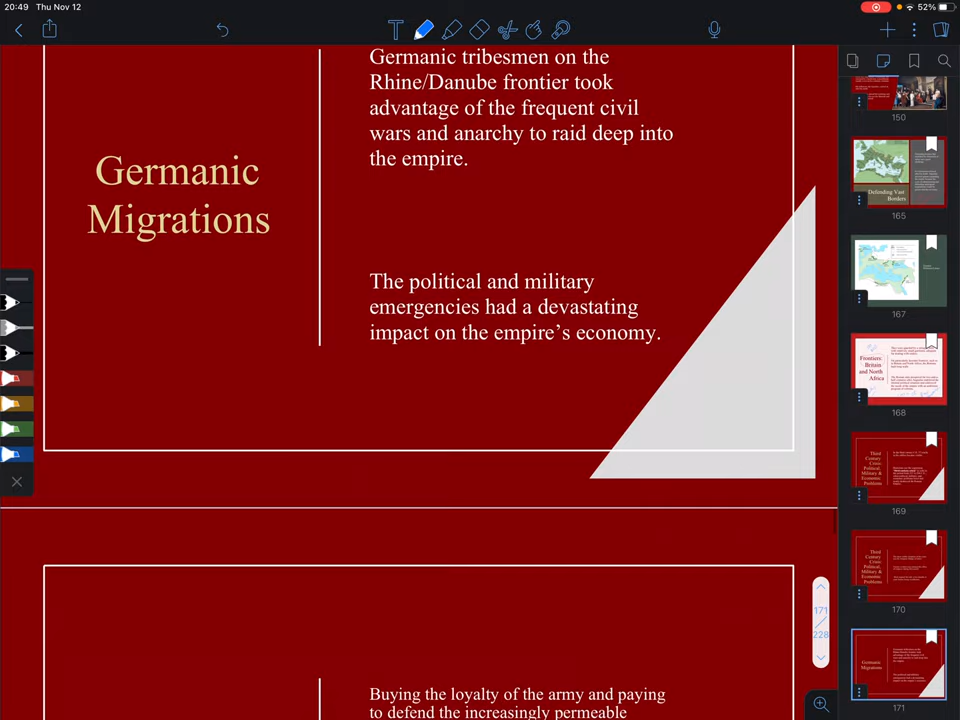 20:49 Thu Nov 12
52%
Germanic tribesmen on the
Rhine/Danube frontier took
advantage of the frequent civil
wars and anarchy to raid deep into
the empire.
Germanic
Migrations
The political and military
emergencies had a devastating
impact on the empire's economy.
Buying the loyalty of the army and paying
to defend the increasingly permeable
171
228
150
Defending Vast
Borders
165
167
Frontiers:
Britain
and North
Africa
168
Third
Century
Crisis:
Political,
Military &
Economic
Problems
169
Third
Century
Crisis:
Political,
Military &
Economic
Problems
170
Germanic
Migrations
171